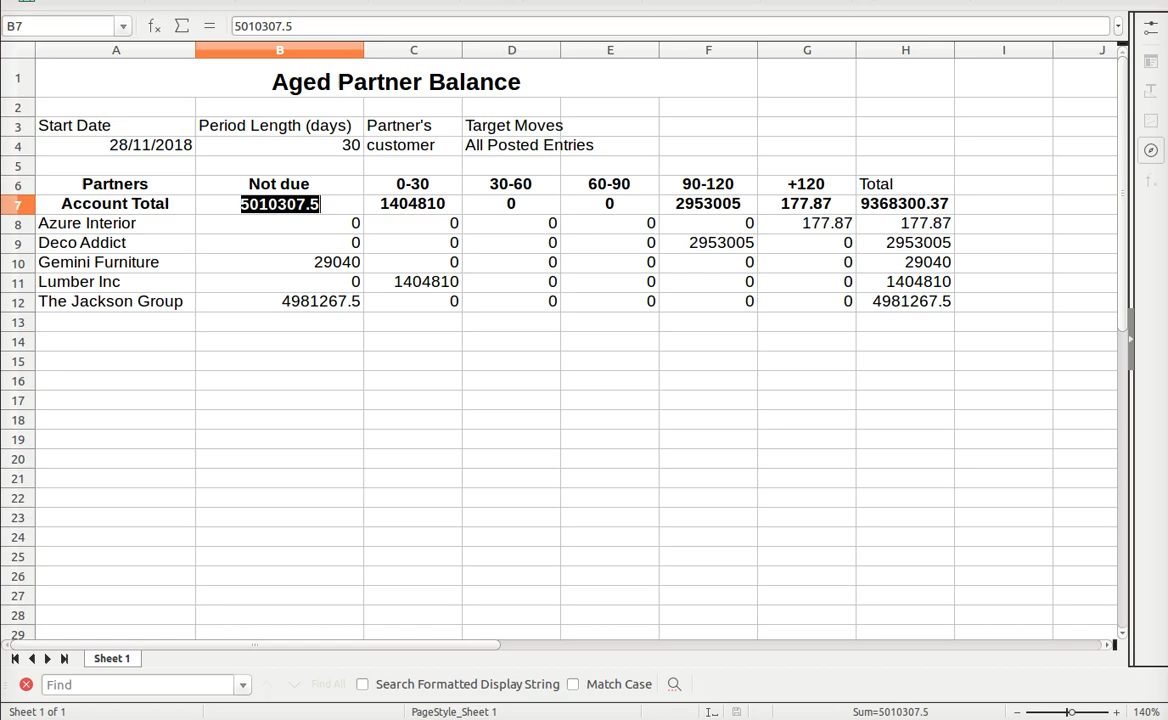 B7 5010307.5
A B C D E F G H I J
1 Aged Partner Balance
2
3 Start Date Period Length (days) Partner's Target Moves
4 28/11/2018 30 customer All Posted Entries
5
6 Partners Not due 0-30 30-60 60-90 90-120 +120 Total
7 Account Total 5010307.5 1404810 0 0 2953005 177.87 9368300.37
8 Azure Interior 0 0 0 0 0 177.87 177.87
9 Deco Addict 0 0 0 0 2953005 0 2953005
10 Gemini Furniture 29040 0 0 0 0 0 29040
11 Lumber Inc 0 1404810 0 0 0 0 1404810
12 The Jackson Group 4981267.5 0 0 0 0 0 4981267.5
13
14
15
16
17
18
19
20
21
22
23
24
25
26
27
28
29
Sheet 1
Find Find All Search Formatted Display String Match Case
Sheet 1 of 1 PageStyle_Sheet 1 Sum=5010307.5 140%